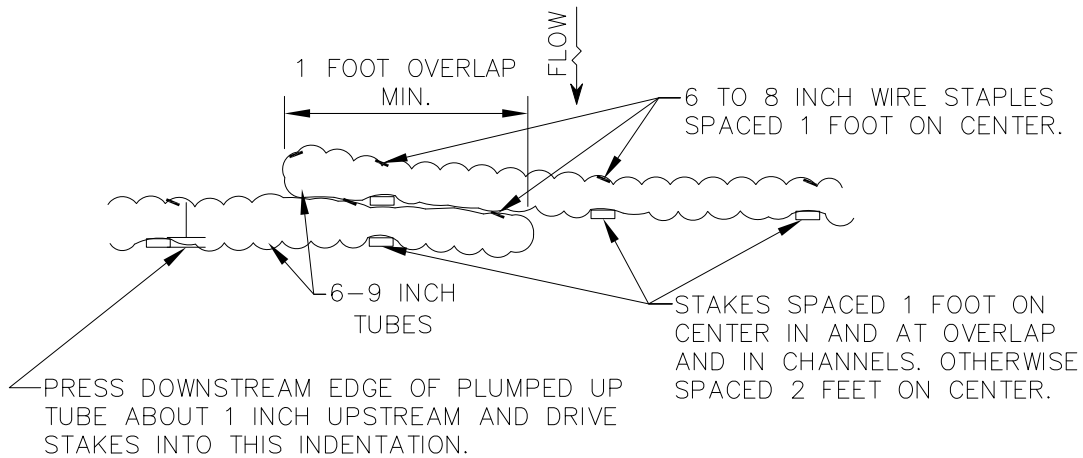 1 FOOT OVERLAP
MIN.
FLOW
6 TO 8 INCH WIRE STAPLES
SPACED 1 FOOT ON CENTER.
6-9 INCH
TUBES
STAKES SPACED 1 FOOT ON
CENTER IN AND AT OVERLAP
AND IN CHANNELS. OTHERWISE
SPACED 2 FEET ON CENTER.
PRESS DOWNSTREAM EDGE OF PLUMPED UP
TUBE ABOUT 1 INCH UPSTREAM AND DRIVE
STAKES INTO THIS INDENTATION.